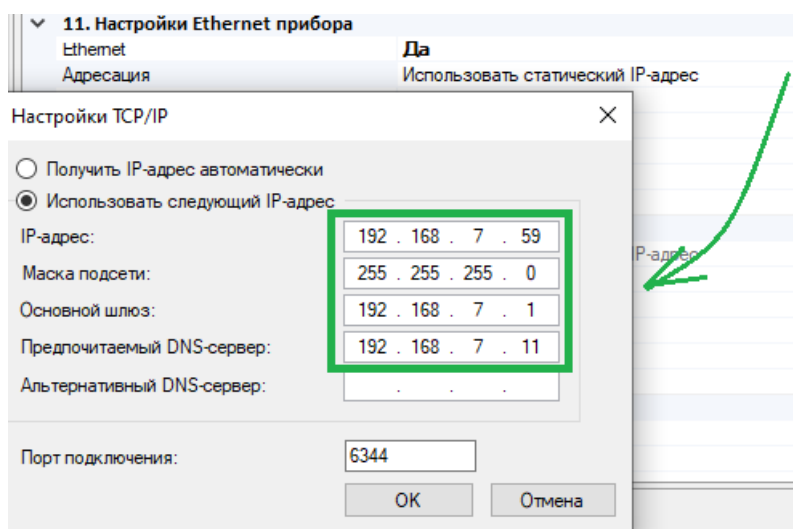 11. Настройки Ethernet прибора
Ethernet Да
Адресация Использовать статический IP-адрес
Настройки TCP/IP
Получить IP-адрес автоматически
Использовать следующий IP-адрес
IP-адрес: 192 . 168 . 7 . 59
IP-адрес
Маска подсети: 255 . 255 . 255 . 0
Основной шлюз: 192 . 168 . 7 . 1
Предпочитаемый DNS-сервер: 192 . 168 . 7 . 11
Альтернативный DNS-сервер: . . .
Порт подключения: 6344
OK Отмена